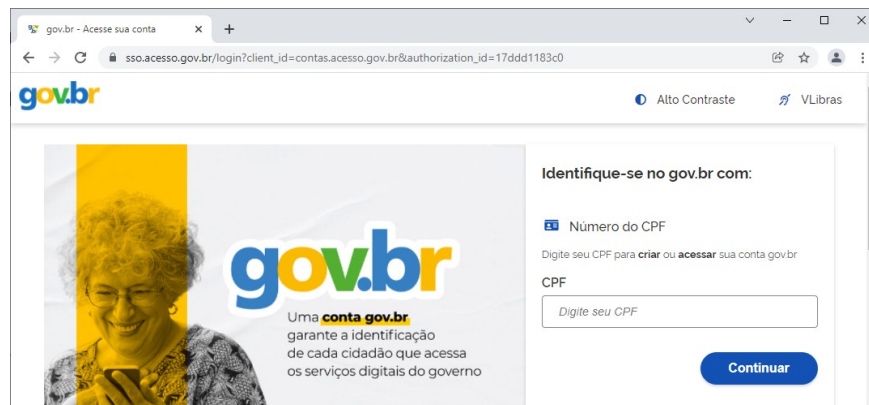 gov.br - Acesse sua conta
sso.acesso.gov.br/login?client_id=contas.acesso.gov.br&authorization_id=17ddd1183c0
gov.br
Alto Contraste
VLibras
gov.br
Uma conta gov.br
garante a identificação
de cada cidadão que acessa
os serviços digitais do governo
Identifique-se no gov.br com:
Número do CPF
Digite seu CPF para criar ou acessar sua conta gov.br
CPF
Digite seu CPF
Continuar